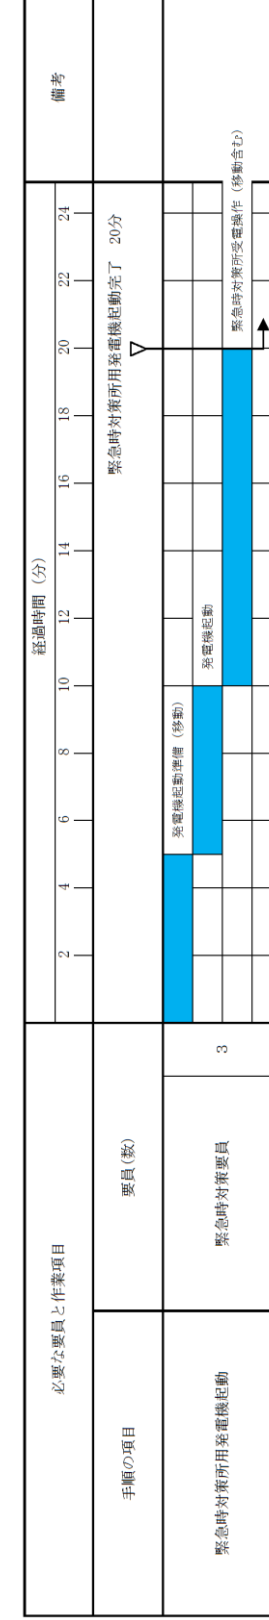 必要な要員と作業項目
経過時間（分）
備考
2 4 6 8 10 12 14 16 18 20 22 24
手順の項目
要員(数)
緊急時対策所用発電機起動完了 20分
緊急時対策所用発電機起動
緊急時対策要員
3
発電機起動準備（移動）
発電機起動
緊急時対策所受電操作（移動含む）